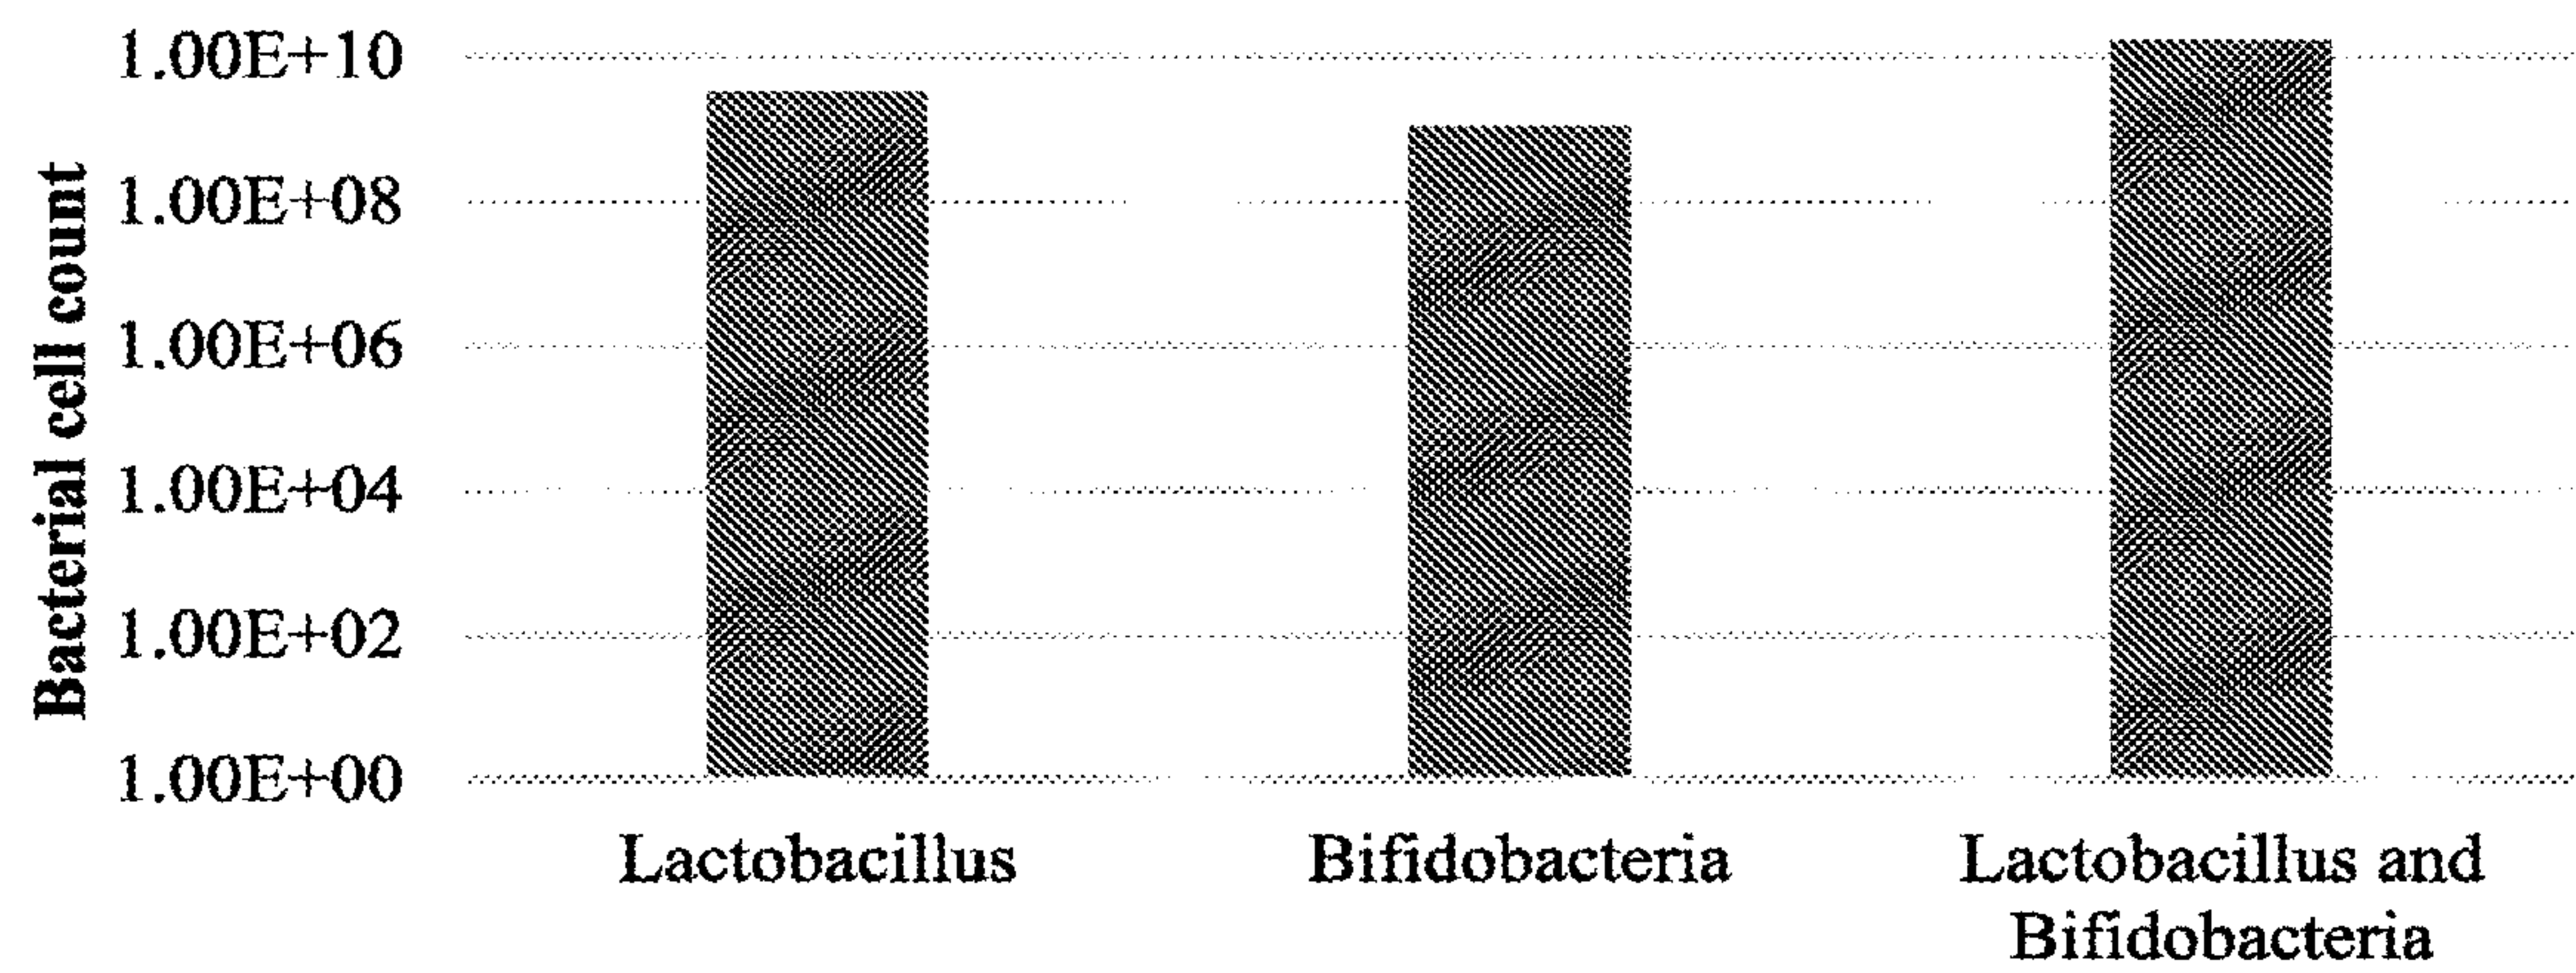 Bacterial cell count
1.00E+10
1.00E+08
1.00E+06
1.00E+04
1.00E+02
1.00E+00
Lactobacillus
Bifidobacteria
Lactobacillus and
Bifidobacteria